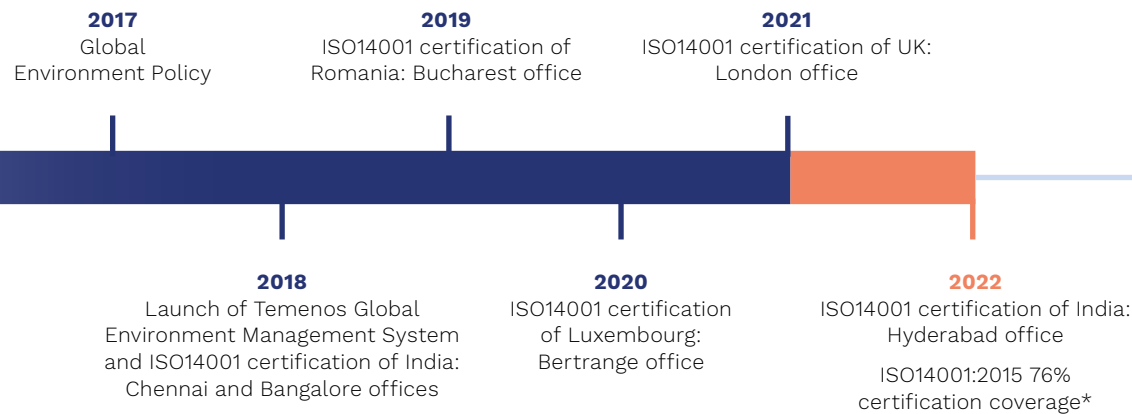 2017
Global
Environment Policy
2019
ISO14001 certification of
Romania: Bucharest office
2021
ISO14001 certification of UK:
London office
2018
Launch of Temenos Global
Environment Management System
and ISO14001 certification of India:
Chennai and Bangalore offices
2020
ISO14001 certification
of Luxembourg:
Bertrange office
2022
ISO14001 certification of India:
Hyderabad office
ISO14001:2015 76%
certification coverage*